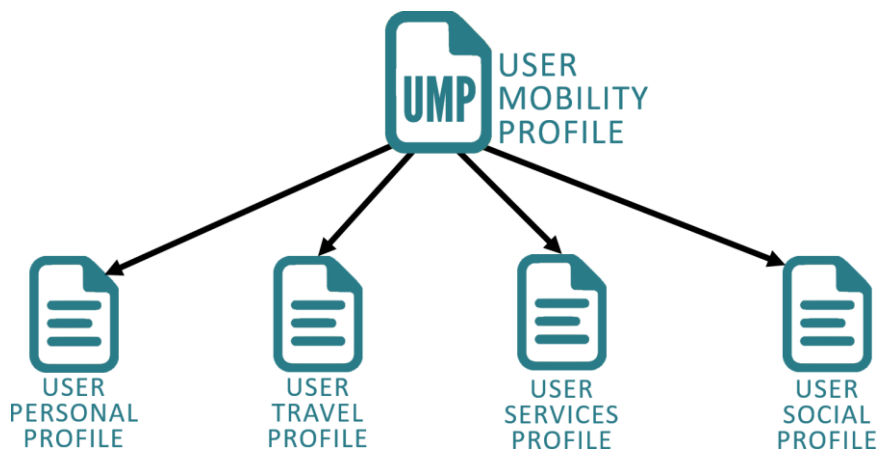 UMP
USER
MOBILITY
PROFILE
USER
PERSONAL
PROFILE
USER
TRAVEL
PROFILE
USER
SERVICES
PROFILE
USER
SOCIAL
PROFILE